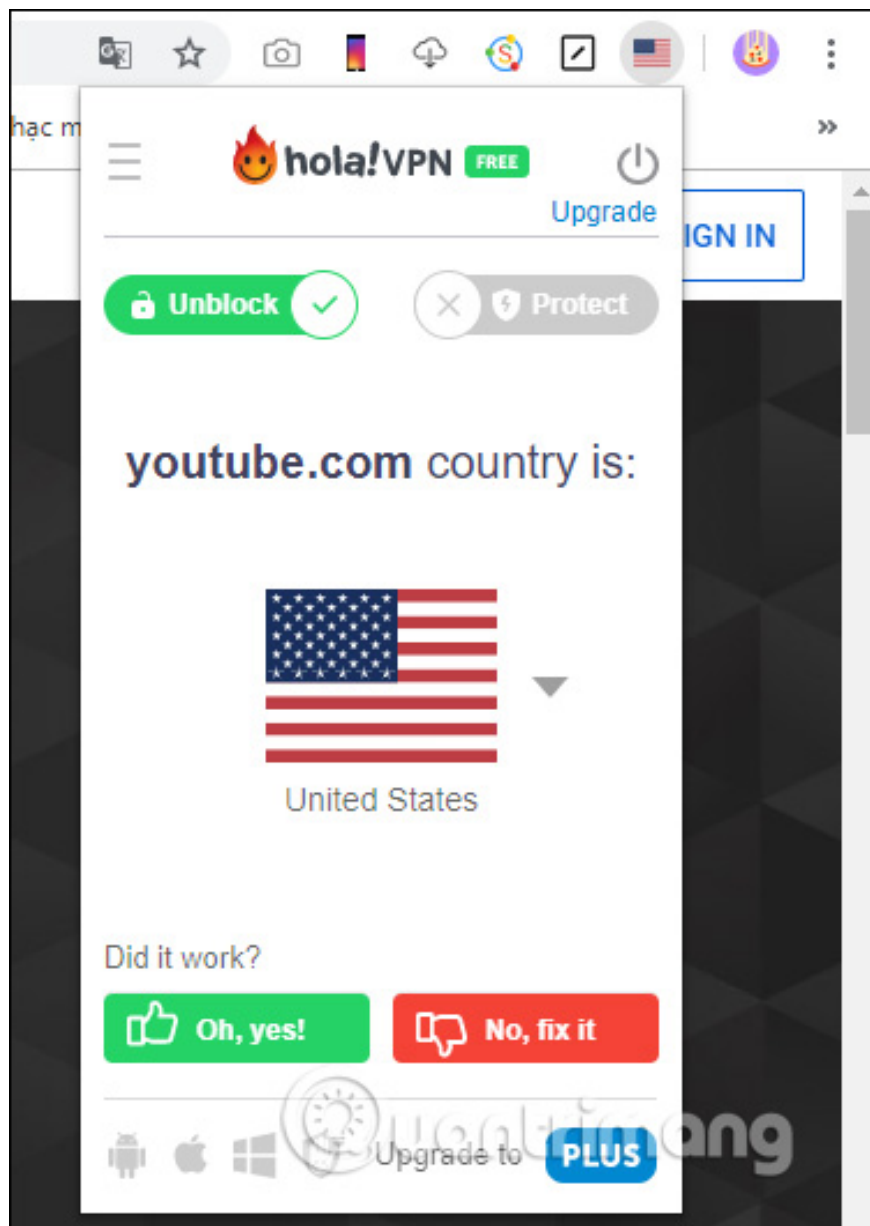 hạc m
»
hola!VPN FREE
Upgrade
IGN IN
Unblock
Protect
youtube.com country is:
United States
Did it work?
Oh, yes!
No, fix it
Upgrade to PLUS
Quantrimang